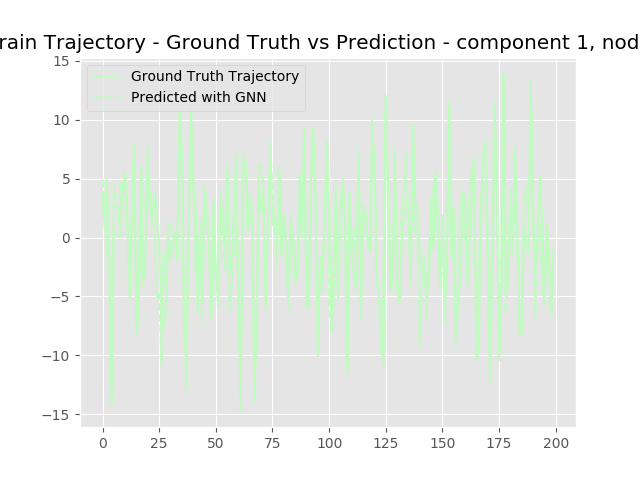 rain Trajectory - Ground Truth vs Prediction - component 1, nod
15
10
5
0
−5
−10
−15
Ground Truth Trajectory
Predicted with GNN
0 25 50 75 100 125 150 175 200